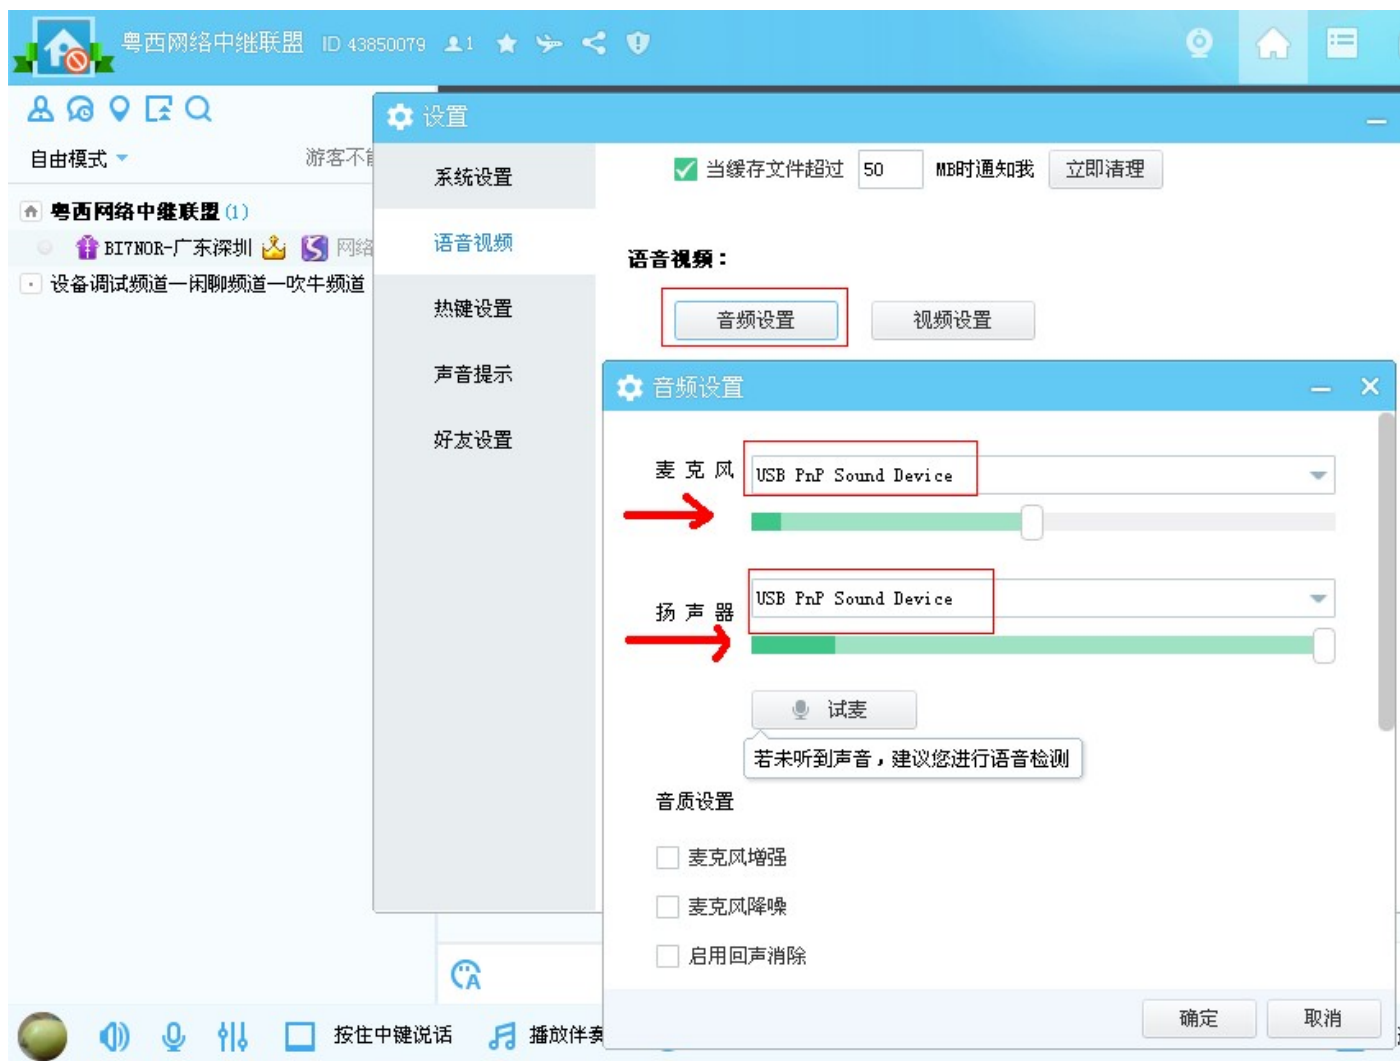 粤西网络中继联盟 ID 43850079 1
自由模式 游客不
粤西网络中继联盟 (1)
BI7NOR-广东深圳 网络
设备调试频道一闲聊频道一吹牛频道
设置
系统设置
语音视频
热键设置
声音提示
好友设置
当缓存文件超过 50 MB时通知我 立即清理
语音视频：
音频设置 视频设置
音频设置
麦克风 USB PnP Sound Device
扬声器 USB PnP Sound Device
试麦
若未听到声音，建议您进行语音检测
音质设置
麦克风增强
麦克风降噪
启用回声消除
确定 取消
按住中键说话 播放伴奏